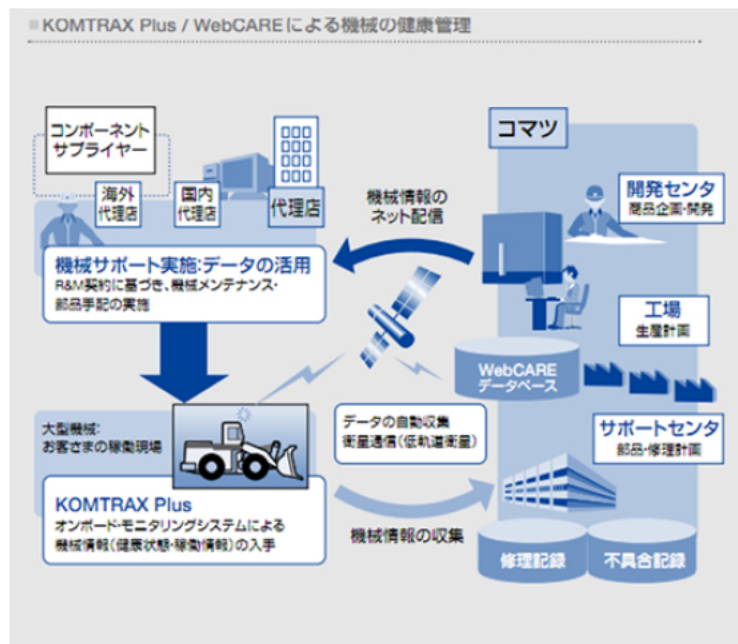 KOMTRAX Plus / WebCAREによる機械の健康管理
コンポーネント
サプライヤー
海外
代理店
国内
代理店
代理店
機械サポート実施:データの活用
R&M契約に基づき、機械メンテナンス・
部品手配の実施
機械情報の
ネット配信
コマツ
開発センタ
商品企画・開発
工場
生産計画
WebCARE
データベース
サポートセンタ
部品・修理計画
データの自動収集
衛星通信(低軌道衛星)
大型機械:
お客さまの稼働現場
KOMTRAX Plus
オンボード・モニタリングシステムによる
機械情報(健康状態・稼働情報)の入手
機械情報の収集
修理記録
不具合記録